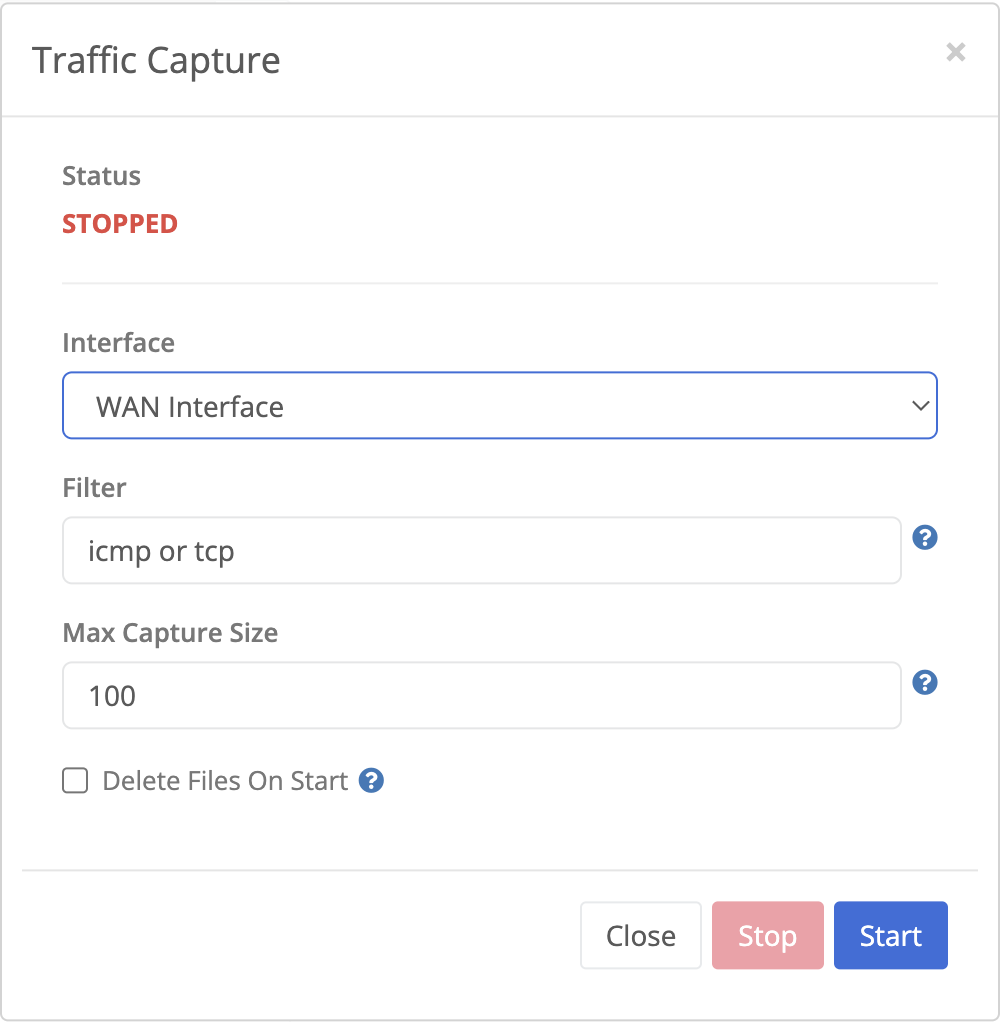 Traffic Capture
×
Status
STOPPED
Interface
WAN Interface
Filter
icmp or tcp
?
Max Capture Size
100
?
Delete Files On Start ?
Close Stop Start